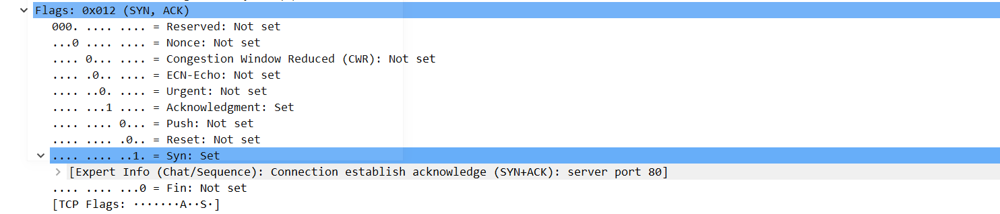 Flags: 0x012 (SYN, ACK)
000. .... .... = Reserved: Not set
...0 .... .... = Nonce: Not set
.... 0... .... = Congestion Window Reduced (CWR): Not set
.... .0.. .... = ECN-Echo: Not set
.... ..0. .... = Urgent: Not set
.... ...1 .... = Acknowledgment: Set
.... .... 0... = Push: Not set
.... .... .0.. = Reset: Not set
.... .... ..1. = Syn: Set
[Expert Info (Chat/Sequence): Connection establish acknowledge (SYN+ACK): server port 80]
.... .... ...0 = Fin: Not set
[TCP Flags: ·······A··S·]